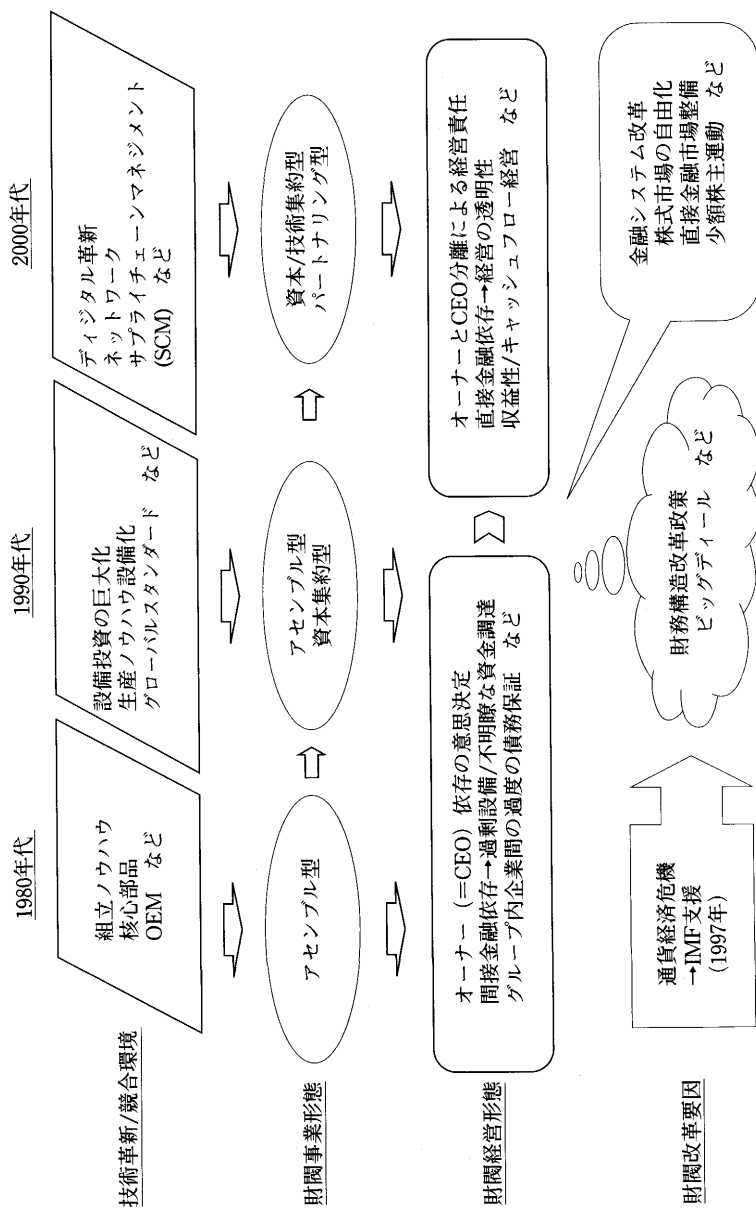 1980年代
1990年代
2000年代
技術革新/競合環境
組立ノウハウ
核心部品
OEM など
設備投資の巨大化
生産ノウハウ設備化
グローバルスタンダード など
ディジタル革新
ネットワーク
サプライチェーンマネジメント
(SCM) など
財閥事業形態
アセンブル型
アセンブル型
資本集約型
資本/技術集約型
パートナリング型
財閥経営形態
オーナー(=CEO)依存の意思決定
間接金融依存→過剰設備/不明瞭な資金調達
グループ内企業間の過度の債務保証 など
オーナーとCEO分離による経営責任
直接金融依存→経営の透明性
収益性/キャッシュフロー経営 など
財閥改革要因
通貨経済危機
→IMF支援
(1997年)
財務構造改革政策
ビッグディール など
金融システム改革
株式市場の自由化
直接金融市場整備
少額株主運動 など